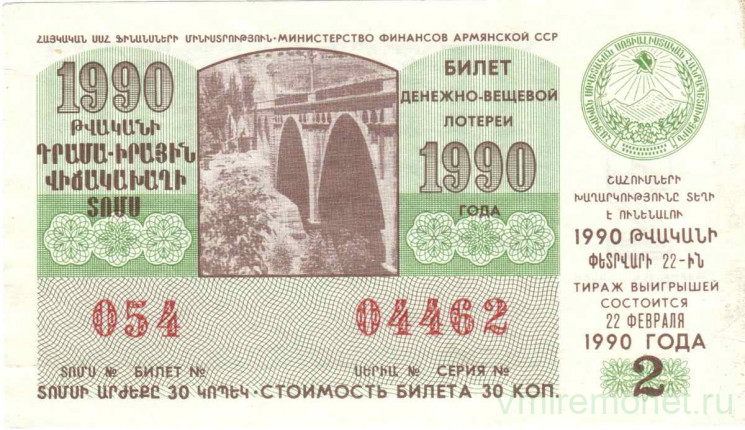 ՀԱՅԿԱԿԱՆ ՍՍՀ ՖԻՆԱՆՍՆԵՐԻ ՄԻՆԻՍՏՐՈՒԹՅՈՒՆ·МИНИСТЕРСТВО ФИНАНСОВ АРМЯНСКОЙ ССР
1990
ԹՎԱԿԱՆԻ
ԴՐԱՄԱ-ԻՐԱՅԻՆ
ՎԻՃԱԿԱԽԱՂԻ
ՏՈՄՍ
БИЛЕТ
ДЕНЕЖНО-ВЕЩЕВОЙ
ЛОТЕРЕИ
1990
ГОДА
ՇԱՀՈՒՄՆԵՐԻ
ԽԱՂԱՐԿՈՒԹՅՈՒՆԸ ՏԵՂԻ
Է ՈՒՆԵՆԱԼՈՒ
1990 ԹՎԱԿԱՆԻ
ՓԵՏՐՎԱՐԻ 22-ԻՆ
ТИРАЖ ВЫИГРЫШЕЙ
СОСТОИТСЯ
22 ФЕВРАЛЯ
1990 ГОДА
2
054 04462
ՏՈՄՍ № БИЛЕТ № ՍԵՐԻԱ № СЕРИЯ №
ՏՈՄՍԻ ԱՐԺԵՔԸ 30 ԿՈՊԵԿ·СТОИМОСТЬ БИЛЕТА 30 КОП.
vmiremonet.ru